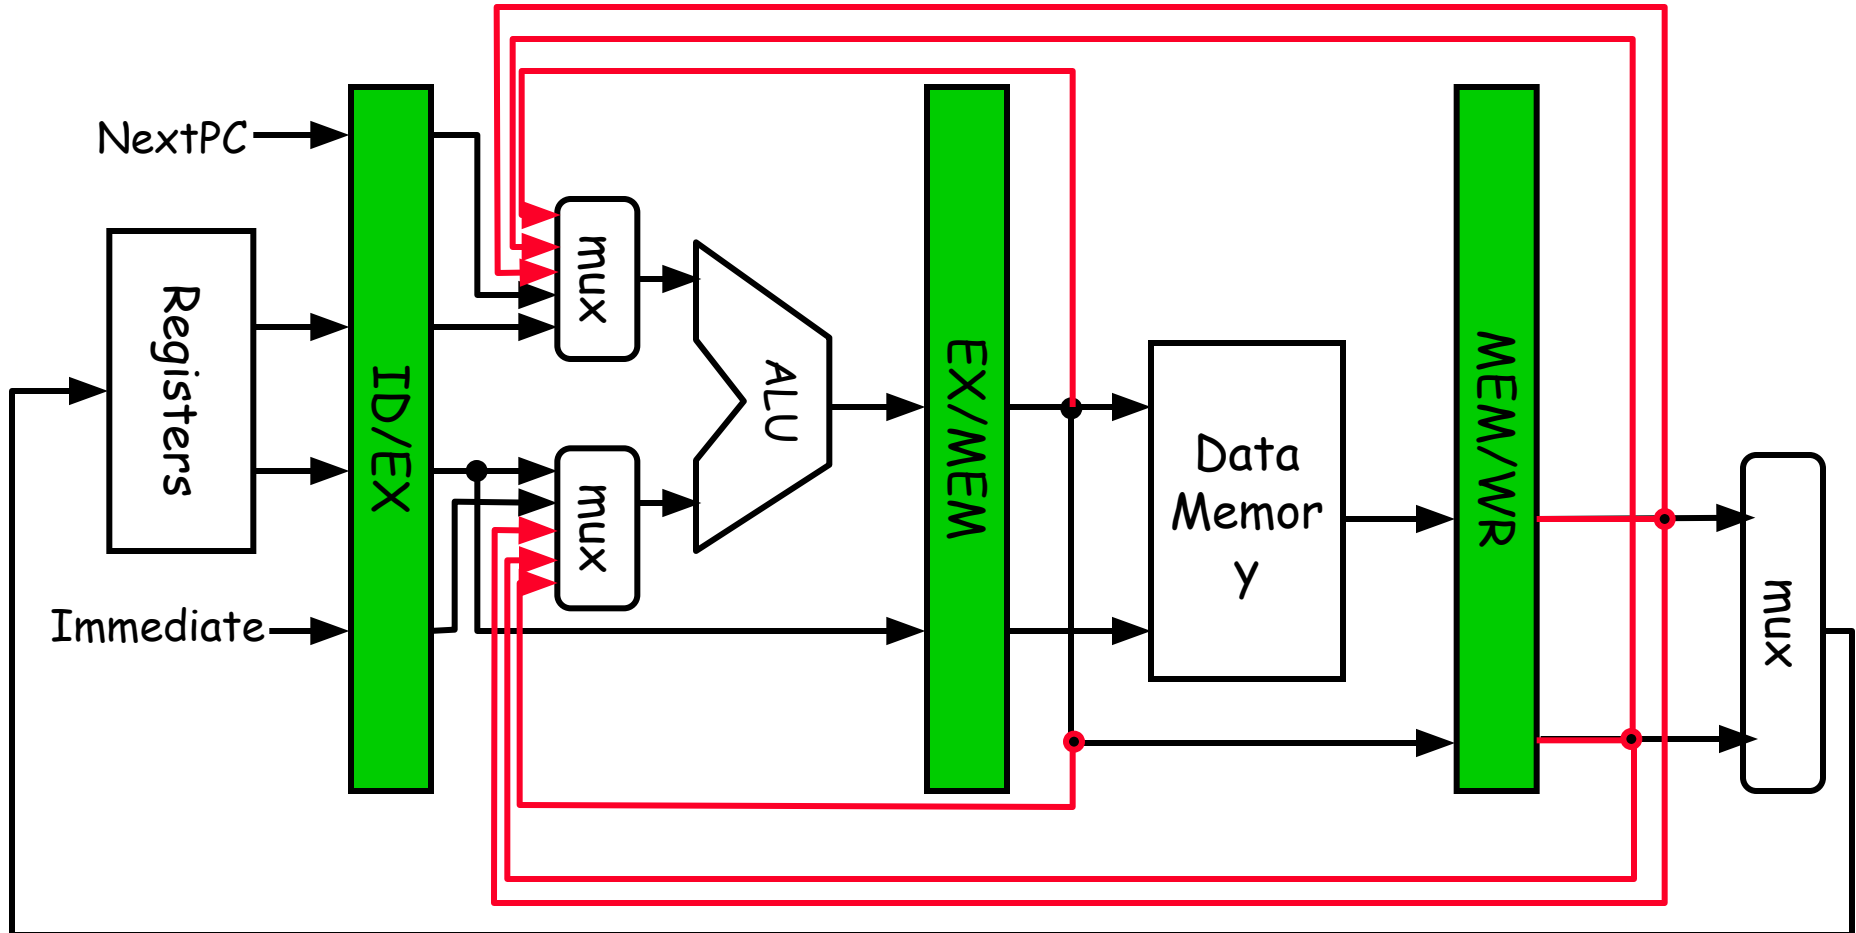 NextPC
Registers
Immediate
ID/EX
mux
mux
ALU
EX/MEM
Data
Memor
y
MEM/WR
mux